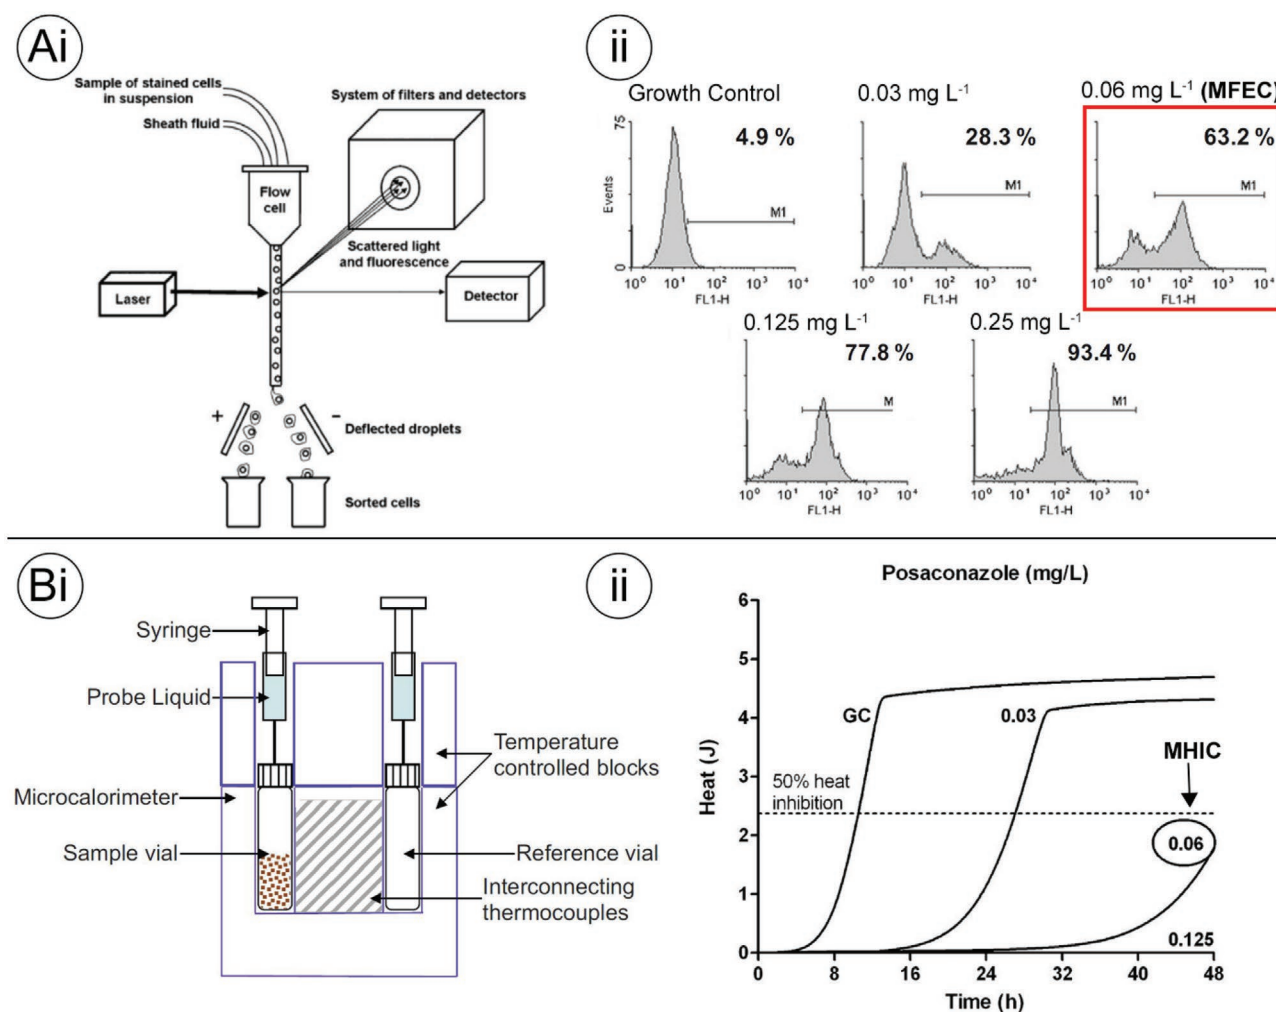 Ai
Sample of stained cells
in suspension
Sheath fluid
Flow
cell
System of filters and detectors
Scattered light
and fluorescence
Laser
Detector
+
−
Deflected droplets
Sorted cells
ii
Growth Control
4.9 %
75
Events
0
M1
10⁰ 10¹ 10² 10³ 10⁴
FL1-H
0.03 mg L⁻¹
28.3 %
M1
10⁰ 10¹ 10² 10³ 10⁴
FL1-H
0.06 mg L⁻¹ (MFEC)
63.2 %
M1
10⁰ 10¹ 10² 10³ 10⁴
FL1-H
0.125 mg L⁻¹
77.8 %
M
10⁰ 10¹ 10² 10³ 10⁴
FL1-H
0.25 mg L⁻¹
93.4 %
M1
10⁰ 10¹ 10² 10³ 10⁴
FL1-H
Bi
Syringe
Probe Liquid
Temperature
controlled blocks
Microcalorimeter
Sample vial
Reference vial
Interconnecting
thermocouples
ii
Posaconazole (mg/L)
6
5
4
3
2
1
0
Heat (J)
GC
0.03
MHIC
50% heat
inhibition
0.06
0.125
0 8 16 24 32 40 48
Time (h)